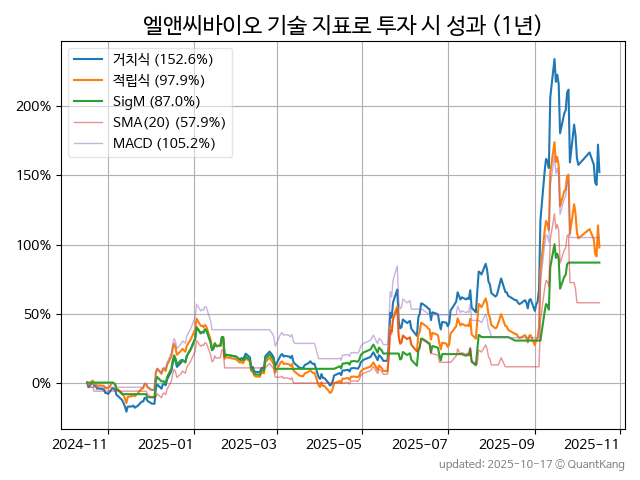 엘앤씨바이오 기술 지표로 투자 시 성과 (1년)
거치식 (152.6%)
적립식 (97.9%)
SigM (87.0%)
SMA(20) (57.9%)
MACD (105.2%)
200%
150%
100%
50%
0%
2024-11 2025-01 2025-03 2025-05 2025-07 2025-09 2025-11
updated: 2025-10-17 © QuantKang